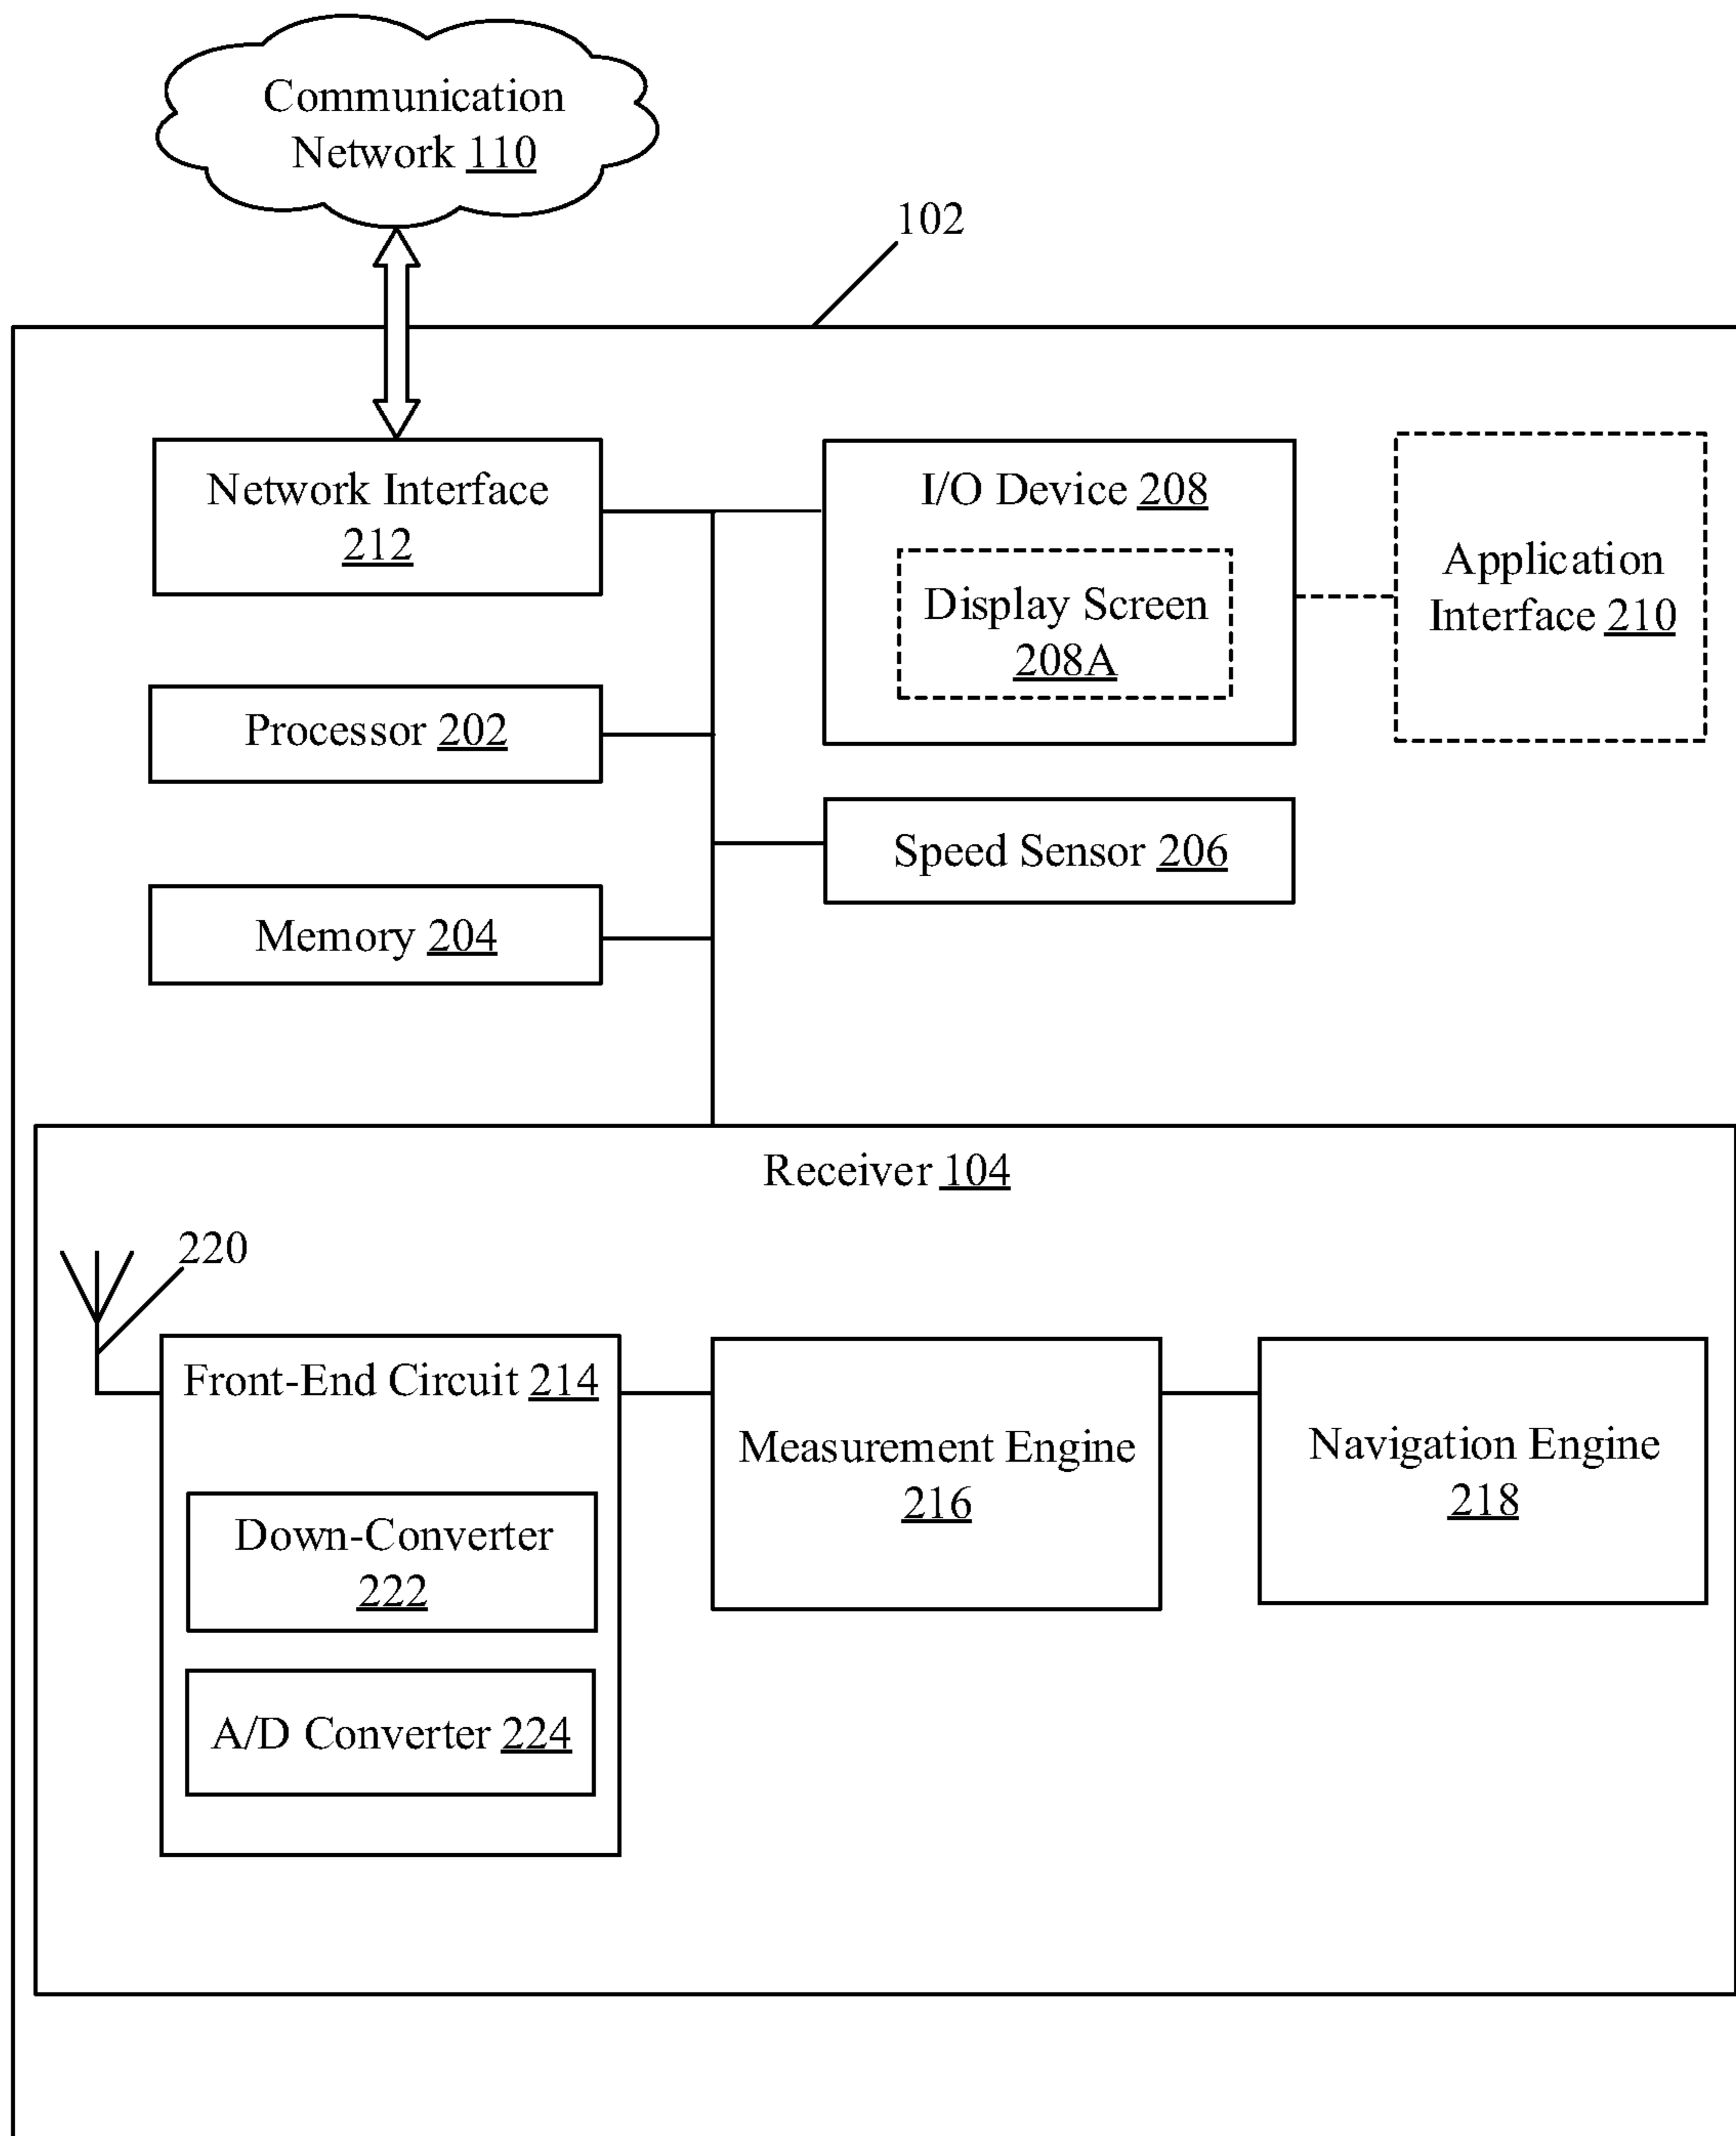 Communication
Network 110
102
Network Interface
212
I/O Device 208
Display Screen
208A
Application
Interface 210
Processor 202
Speed Sensor 206
Memory 204
Receiver 104
220
Front-End Circuit 214
Measurement Engine
216
Navigation Engine
218
Down-Converter
222
A/D Converter 224